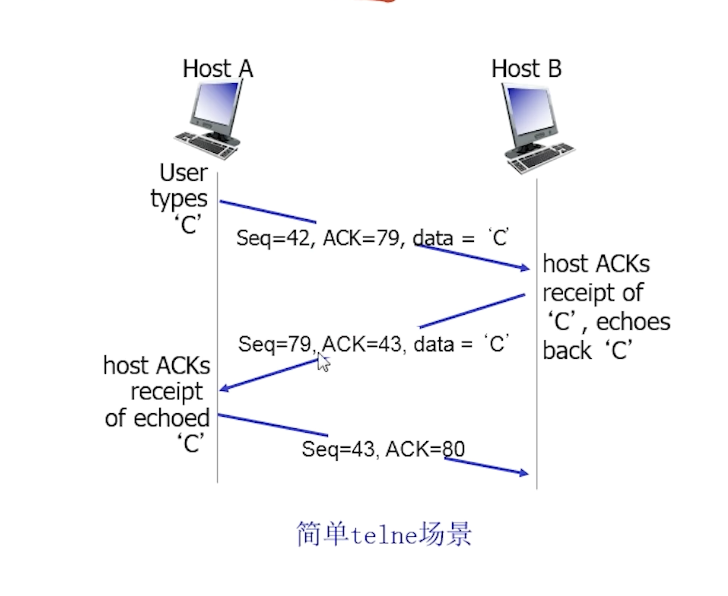 Host A
Host B
User
types
‘C’
Seq=42, ACK=79, data = ‘C’
host ACKs
receipt of
‘C’, echoes
back ‘C’
Seq=79, ACK=43, data = ‘C’
host ACKs
receipt
of echoed
‘C’
Seq=43, ACK=80
简单telne场景